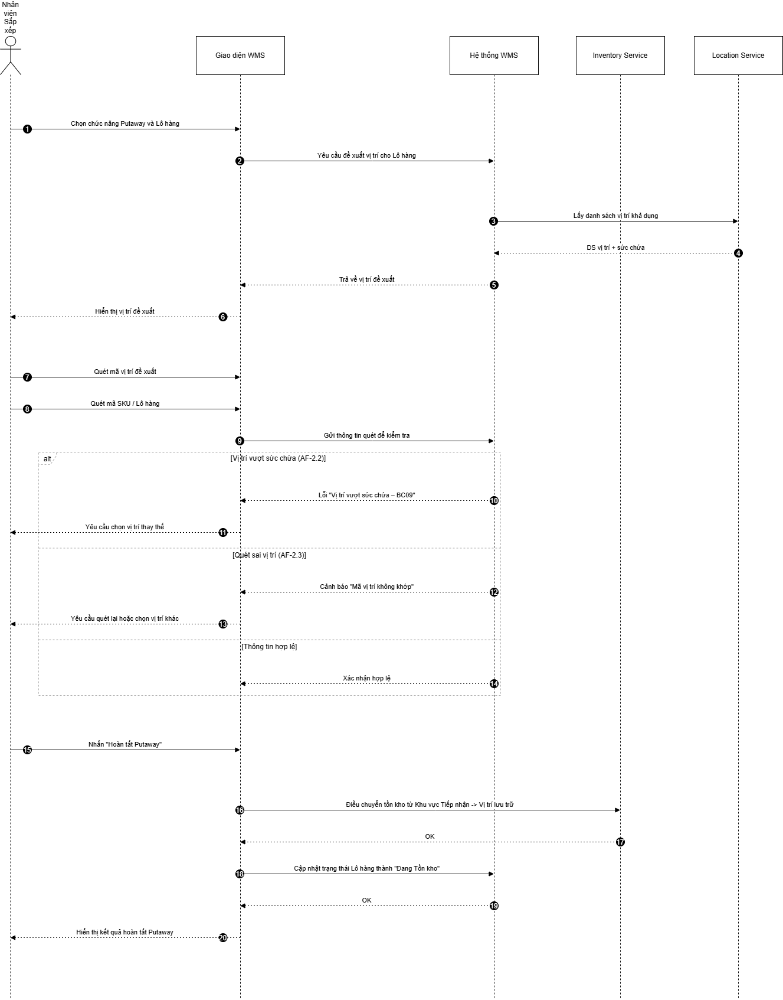 Nhân
viên
Sắp
xếp
Giao diện WMS
Hệ thống WMS
Inventory Service
Location Service
1
Chọn chức năng Putaway và Lô hàng
2
Yêu cầu đề xuất vị trí cho Lô hàng
3
Lấy danh sách vị trí khả dụng
DS vị trí + sức chứa
4
Trả về vị trí đề xuất
5
Hiển thị vị trí đề xuất
6
7
Quét mã vị trí đề xuất
8
Quét mã SKU / Lô hàng
9
Gửi thông tin quét để kiểm tra
alt
[Vị trí vượt sức chứa (AF-2.2)]
Lỗi "Vị trí vượt sức chứa – BC09"
10
Yêu cầu chọn vị trí thay thế
11
[Quét sai vị trí (AF-2.3)]
Cảnh báo "Mã vị trí không khớp"
12
Yêu cầu quét lại hoặc chọn vị trí khác
13
[Thông tin hợp lệ]
Xác nhận hợp lệ
14
15
Nhấn "Hoàn tất Putaway"
16
Điều chuyển tồn kho từ Khu vực Tiếp nhận -> Vị trí lưu trữ
OK
17
18
Cập nhật trạng thái Lô hàng thành "Đang Tồn kho"
OK
19
Hiển thị kết quả hoàn tất Putaway
20